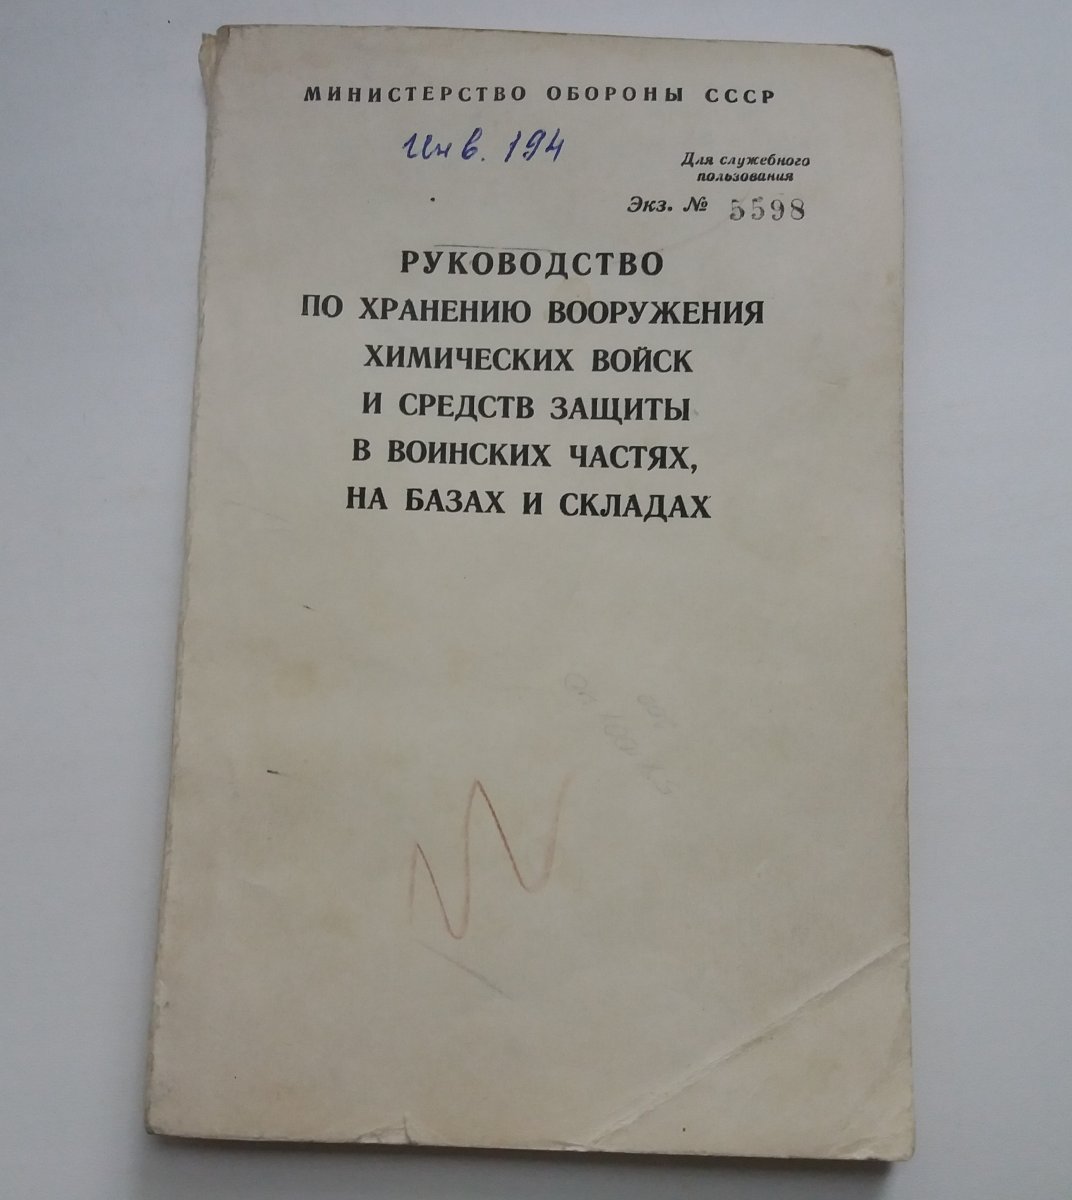 МИНИСТЕРСТВО ОБОРОНЫ СССР
Инв. 194
Для служебного
пользования
Экз. № 5598
РУКОВОДСТВО
ПО ХРАНЕНИЮ ВООРУЖЕНИЯ
ХИМИЧЕСКИХ ВОЙСК
И СРЕДСТВ ЗАЩИТЫ
В ВОИНСКИХ ЧАСТЯХ,
НА БАЗАХ И СКЛАДАХ